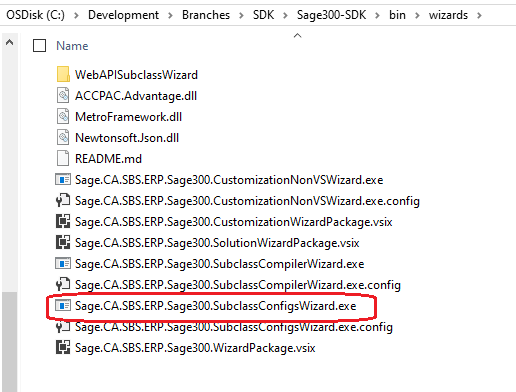 OSDisk (C:) > Development > Branches > SDK > Sage300-SDK > bin > wizards >
Name
WebAPISubclassWizard
ACCPAC.Advantage.dll
MetroFramework.dll
Newtonsoft.Json.dll
README.md
Sage.CA.SBS.ERP.Sage300.CustomizationNonVSWizard.exe
Sage.CA.SBS.ERP.Sage300.CustomizationNonVSWizard.exe.config
Sage.CA.SBS.ERP.Sage300.CustomizationWizardPackage.vsix
Sage.CA.SBS.ERP.Sage300.SolutionWizardPackage.vsix
Sage.CA.SBS.ERP.Sage300.SubclassCompilerWizard.exe
Sage.CA.SBS.ERP.Sage300.SubclassCompilerWizard.exe.config
Sage.CA.SBS.ERP.Sage300.SubclassConfigsWizard.exe
Sage.CA.SBS.ERP.Sage300.SubclassConfigsWizard.exe.config
Sage.CA.SBS.ERP.Sage300.WizardPackage.vsix